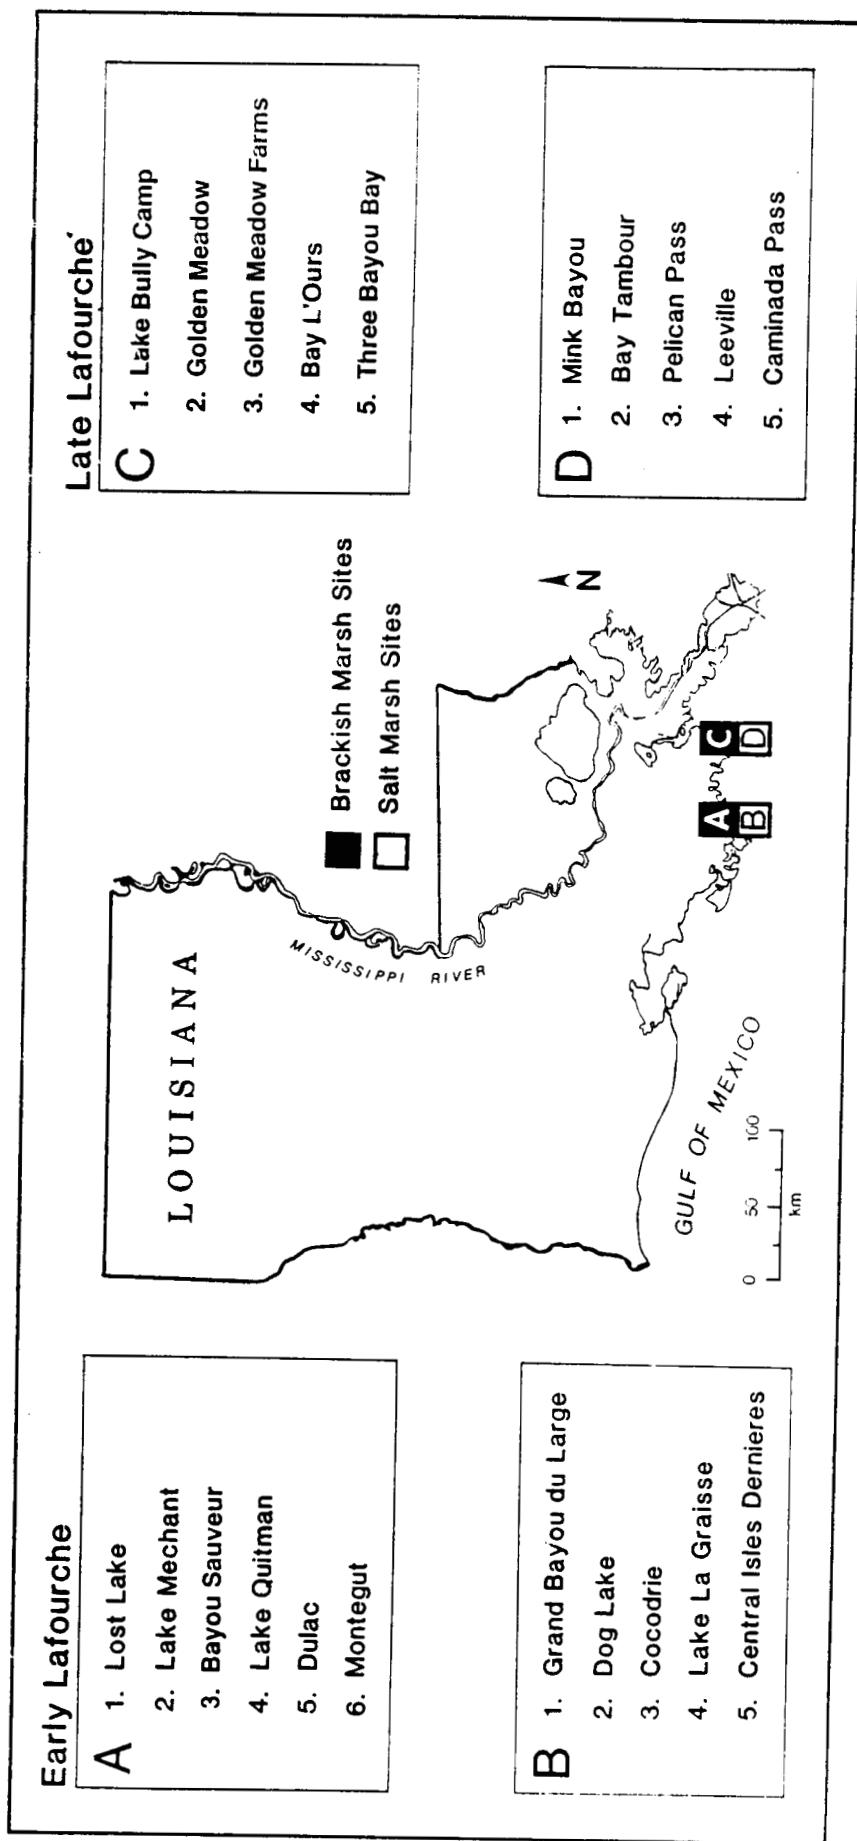 Early Lafourche
A
1. Lost Lake
2. Lake Mechant
3. Bayou Sauveur
4. Lake Quitman
5. Dulac
6. Montegut
B
1. Grand Bayou du Large
2. Dog Lake
3. Cocodrie
4. Lake La Graisse
5. Central Isles Dernieres
LOUISIANA
MISSISSIPPI RIVER
Brackish Marsh Sites
Salt Marsh Sites
N
A
B
C
D
GULF OF MEXICO
0 50 100
km
Late Lafourche
C
1. Lake Bully Camp
2. Golden Meadow
3. Golden Meadow Farms
4. Bay L'Ours
5. Three Bayou Bay
D
1. Mink Bayou
2. Bay Tambour
3. Pelican Pass
4. Leeville
5. Caminada Pass